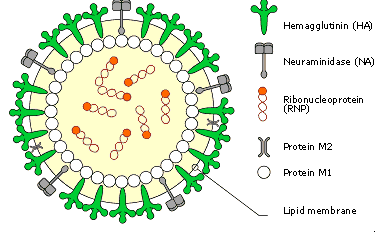 Hemagglutinin (HA)
Neuraminidase (NA)
Ribonucleoprotein
(RNP)
Protein M2
Protein M1
Lipid membrane